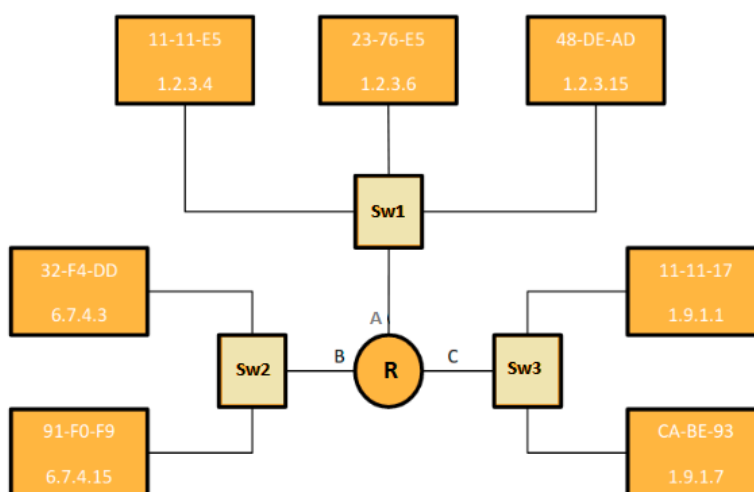 11-11-E5
1.2.3.4
23-76-E5
1.2.3.6
48-DE-AD
1.2.3.15
Sw1
32-F4-DD
6.7.4.3
A
11-11-17
1.9.1.1
Sw2
B
R
C
Sw3
91-F0-F9
6.7.4.15
CA-BE-93
1.9.1.7